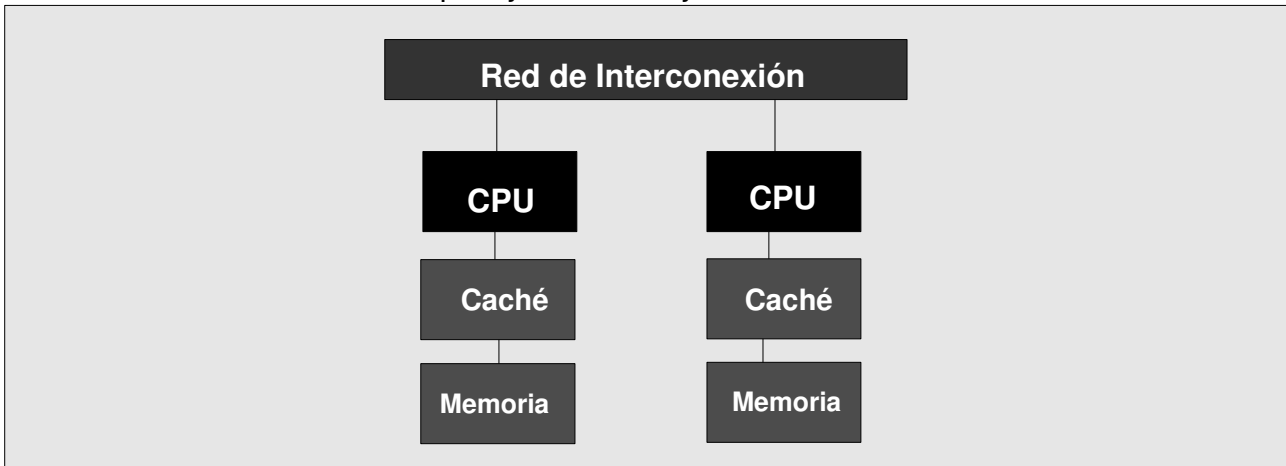 Red de Interconexión
CPU
CPU
Caché
Caché
Memoria
Memoria